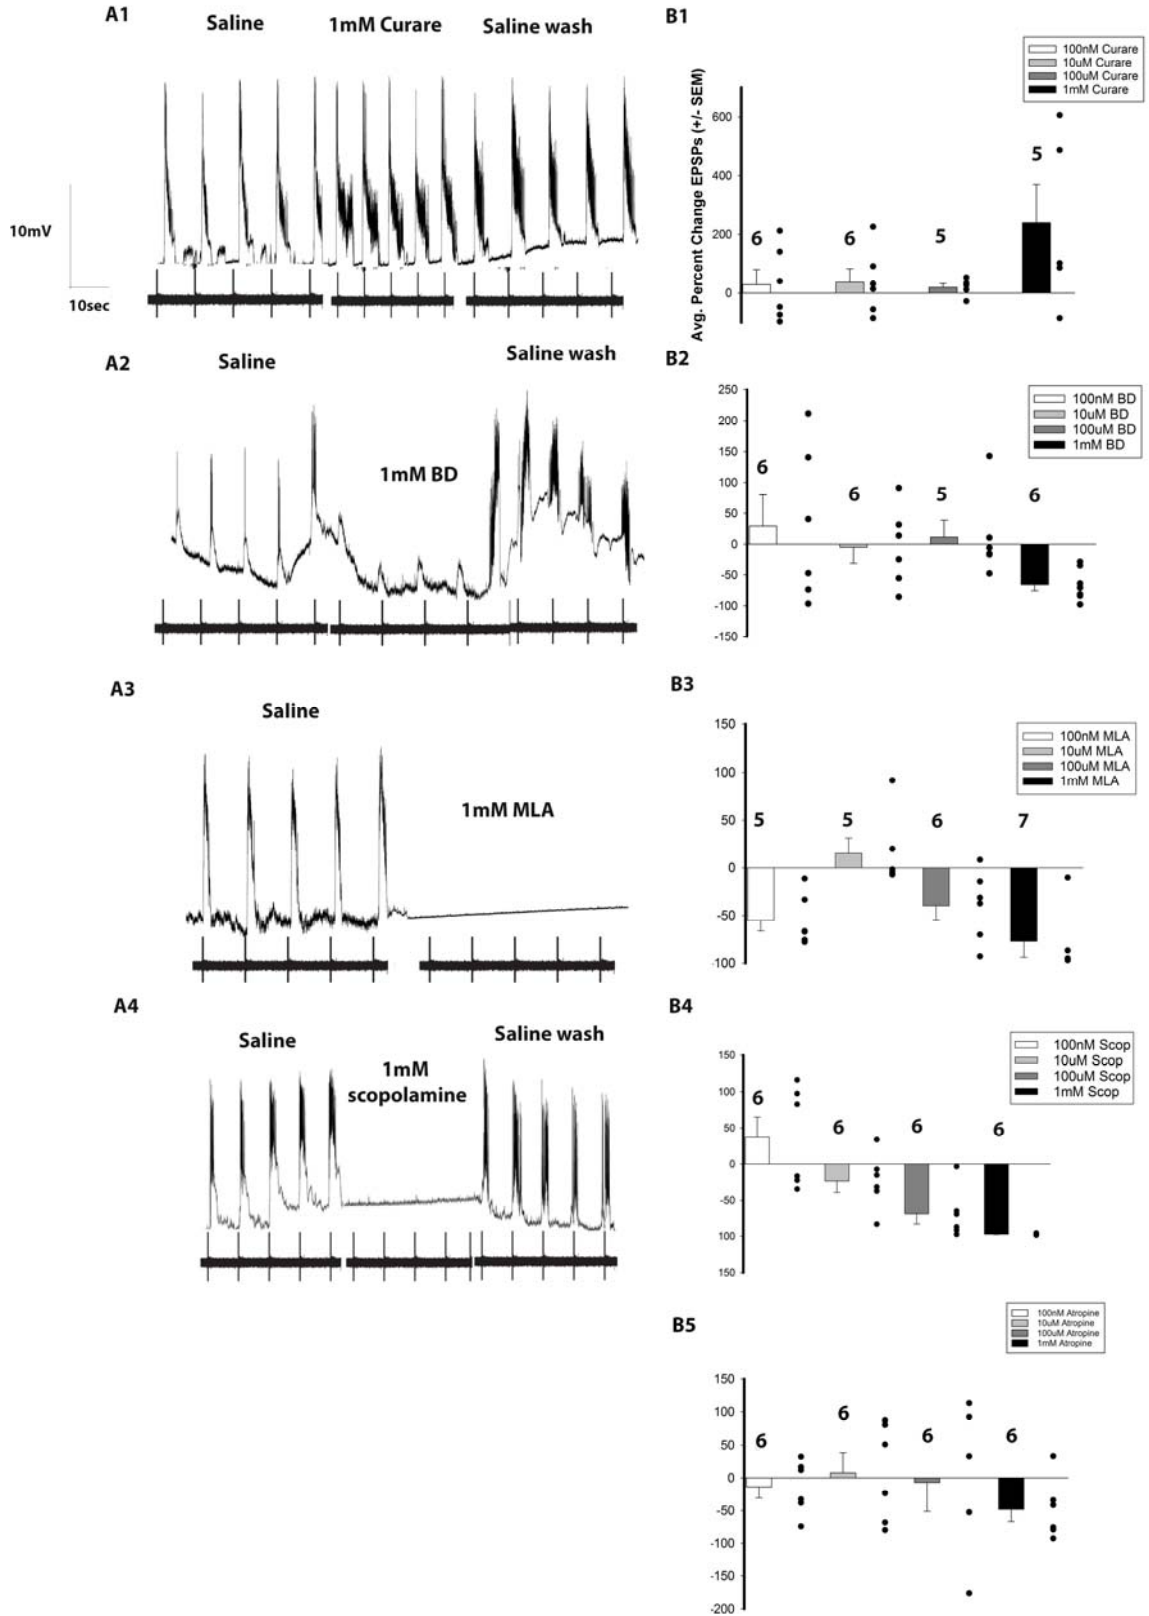 A1
Saline
1mM Curare
Saline wash
10mV
10sec
B1
100nM Curare
10uM Curare
100uM Curare
1mM Curare
Avg. Percent Change EPSPs (+/- SEM)
600
400
200
0
6
6
5
5
A2
Saline
1mM BD
Saline wash
B2
100nM BD
10uM BD
100uM BD
1mM BD
250
200
150
100
50
0
-50
-100
-150
6
6
5
6
A3
Saline
1mM MLA
B3
100nM MLA
10uM MLA
100uM MLA
1mM MLA
150
100
50
0
-50
-100
5
5
6
7
A4
Saline
1mM
scopolamine
Saline wash
B4
100nM Scop
10uM Scop
100uM Scop
1mM Scop
150
100
50
0
-50
100
150
6
6
6
6
B5
100nM Atropine
10uM Atropine
100uM Atropine
1mM Atropine
150
100
50
0
-50
-100
-150
-200
6
6
6
6